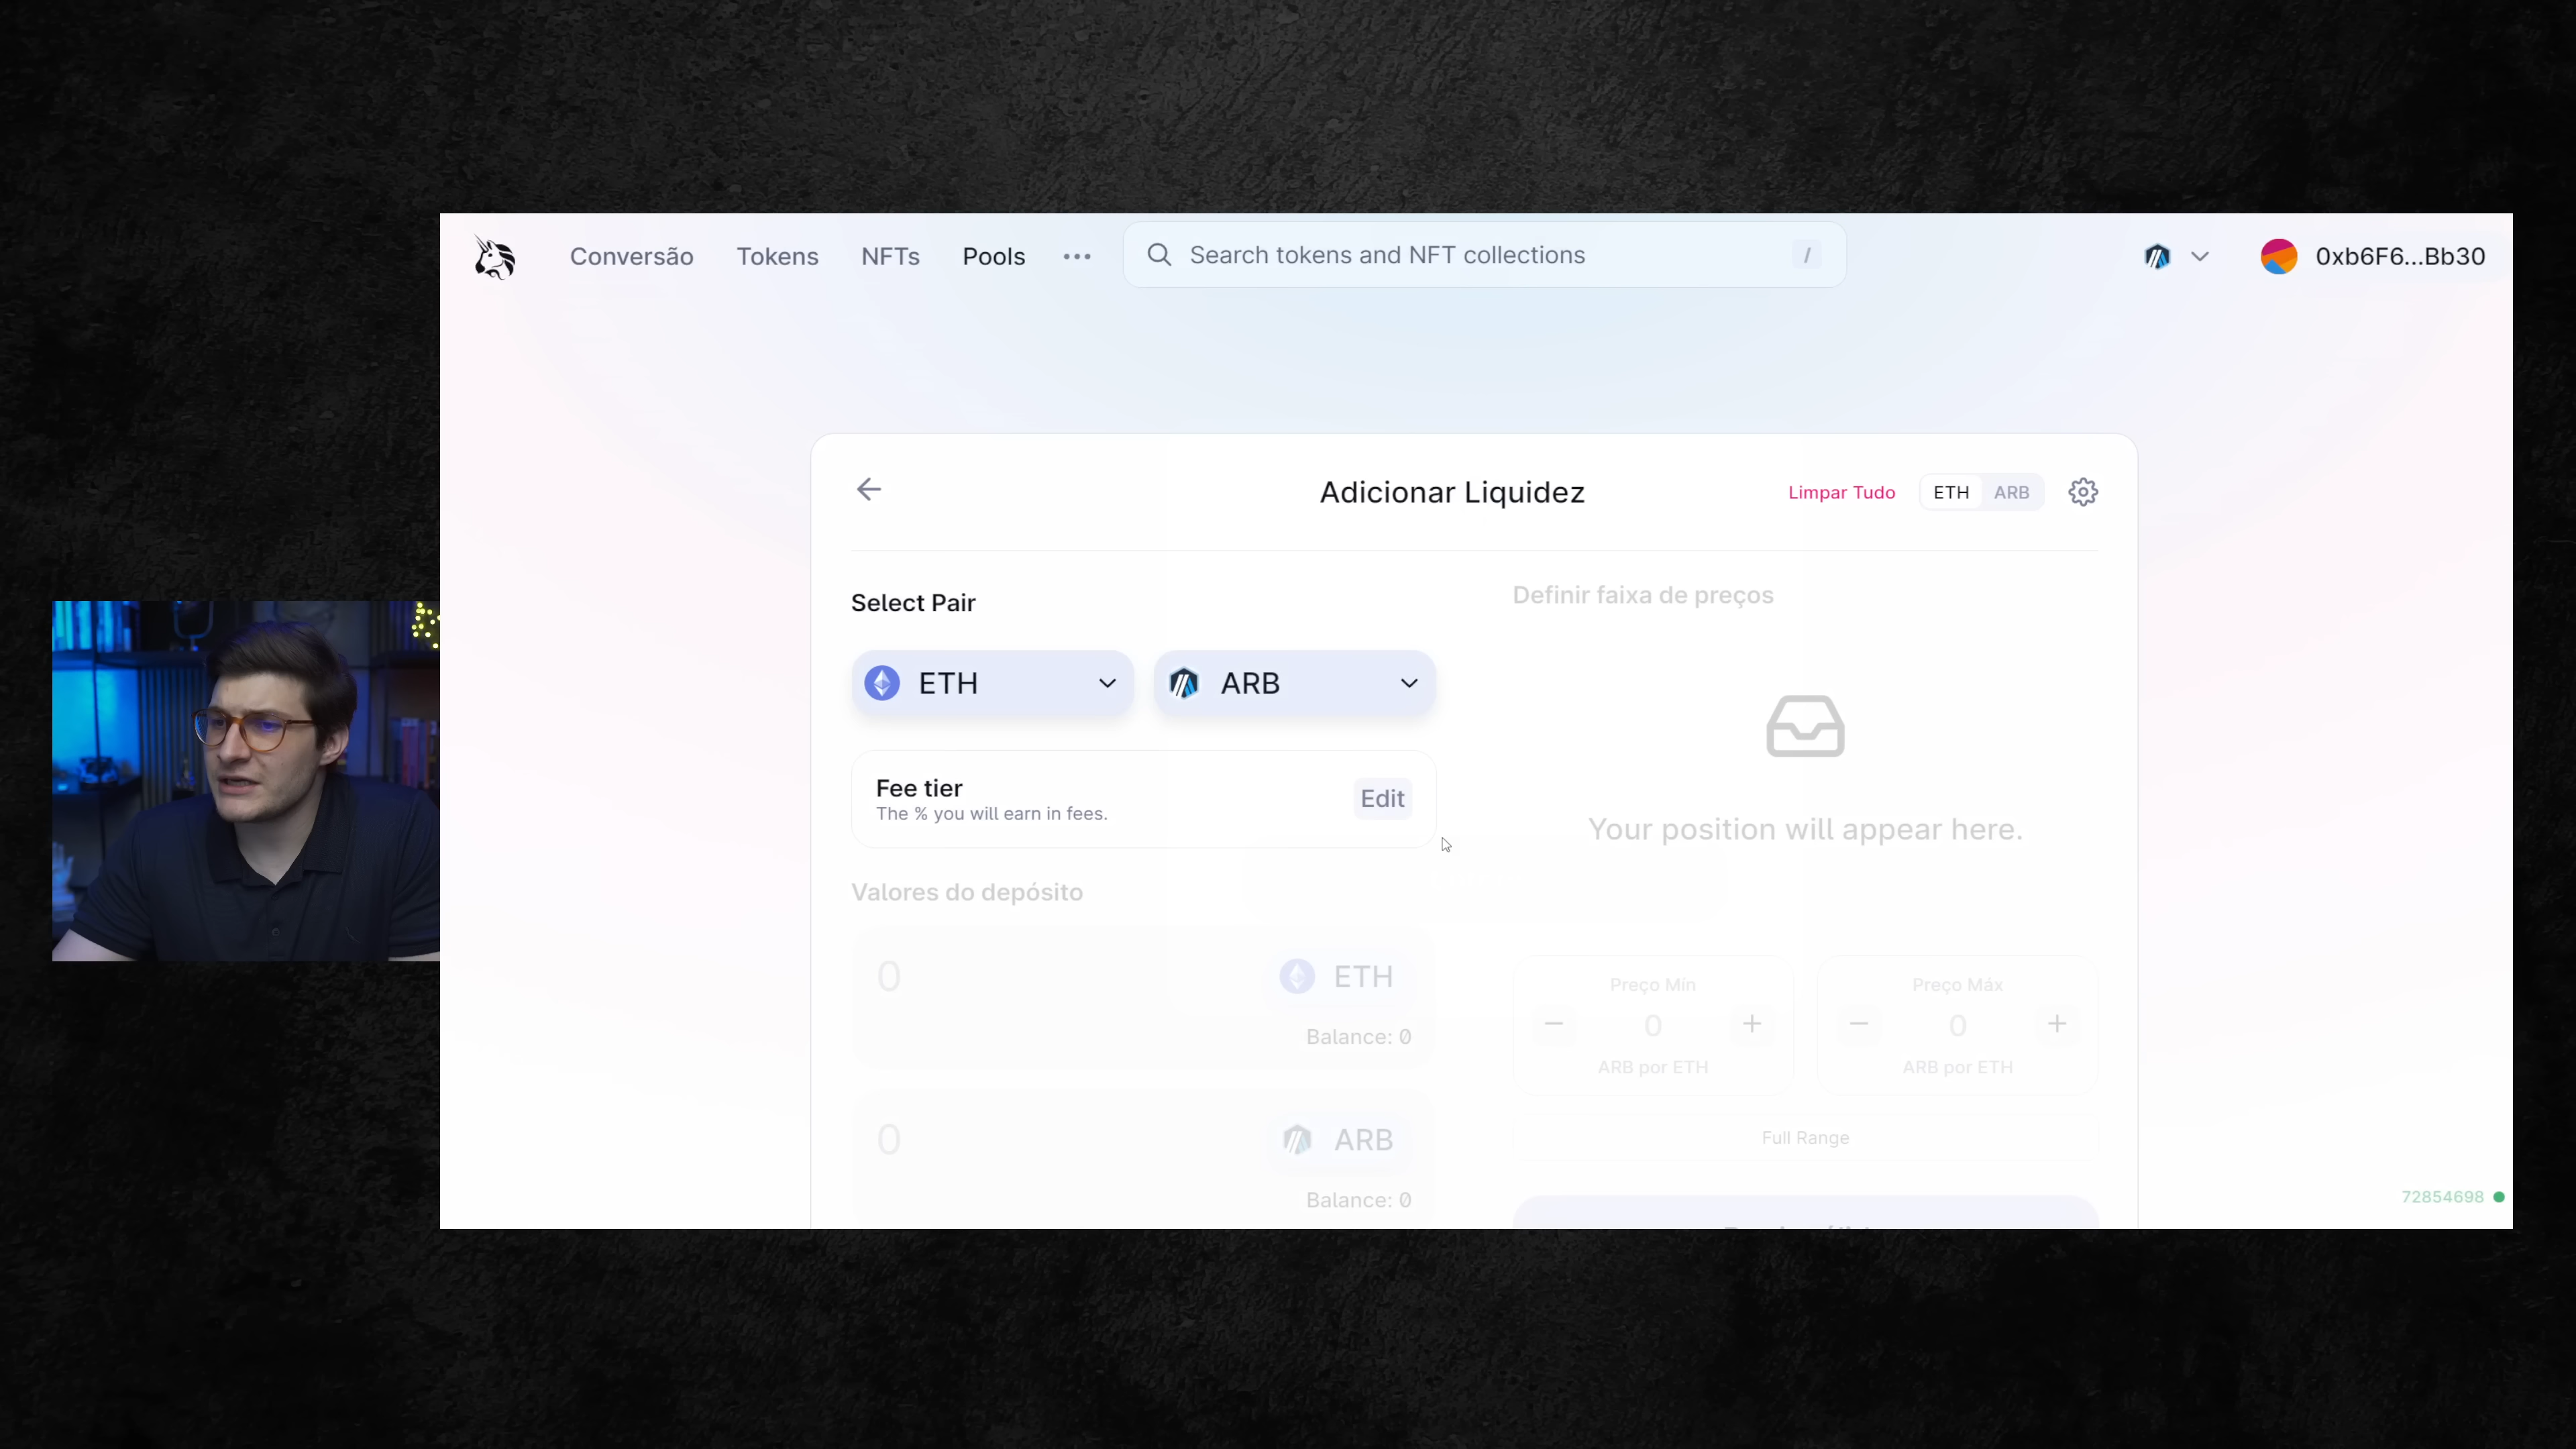 Conversão Tokens NFTs Pools ... Search tokens and NFT collections / 0xb6F6...Bb30
Adicionar Liquidez
Limpar Tudo ETH ARB
Select Pair
ETH ARB
Fee tier
The % you will earn in fees.
Edit
Valores do depósito
0 ETH
Balance: 0
0 ARB
Balance: 0
Definir faixa de preços
Your position will appear here.
Preço Mín Preço Máx
0 0
ARB por ETH ARB por ETH
Full Range
72854698